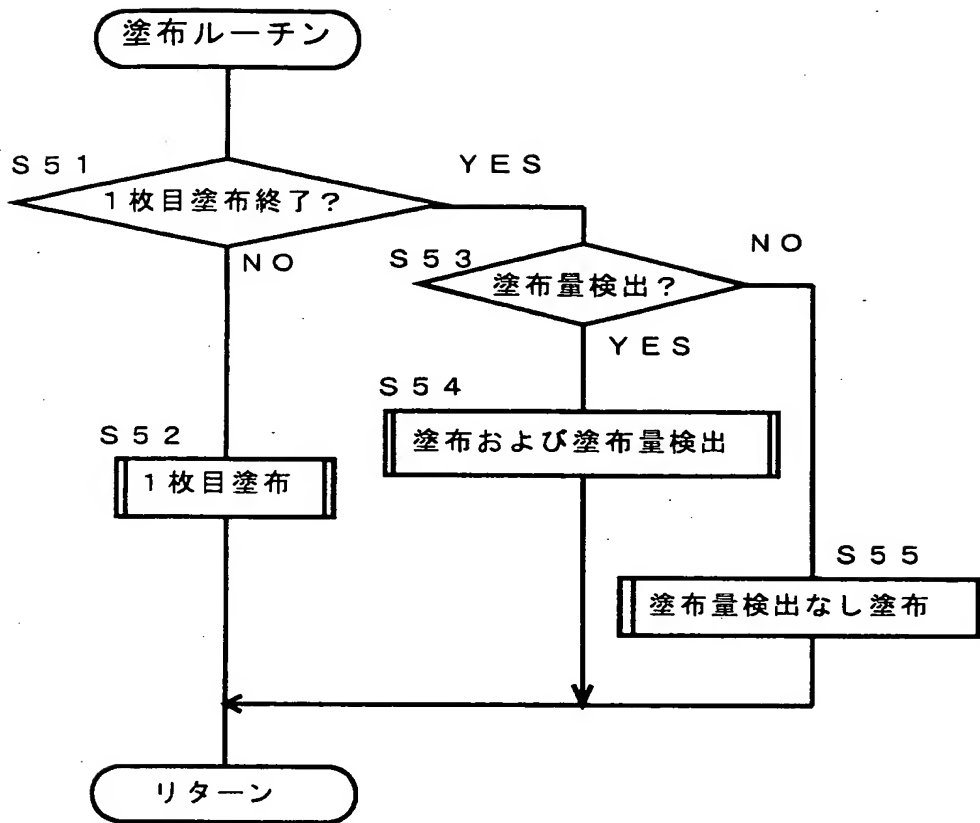 塗布ルーチン
S51
YES
1枚目塗布終了?
NO
S53
NO
塗布量検出?
YES
S54
塗布および塗布量検出
S52
1枚目塗布
S55
塗布量検出なし塗布
リターン